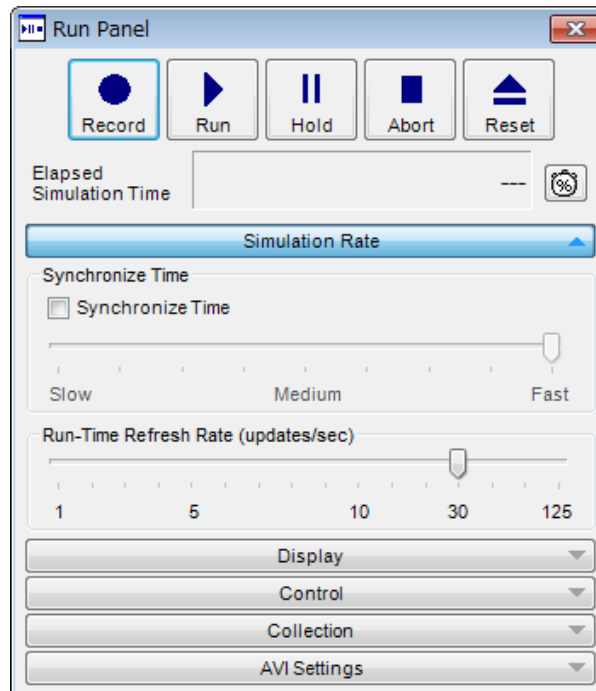 Run Panel
Record Run Hold Abort Reset
Elapsed
Simulation Time
---
%
Simulation Rate
Synchronize Time
Synchronize Time
Slow Medium Fast
Run-Time Refresh Rate (updates/sec)
1 5 10 30 125
Display
Control
Collection
AVI Settings